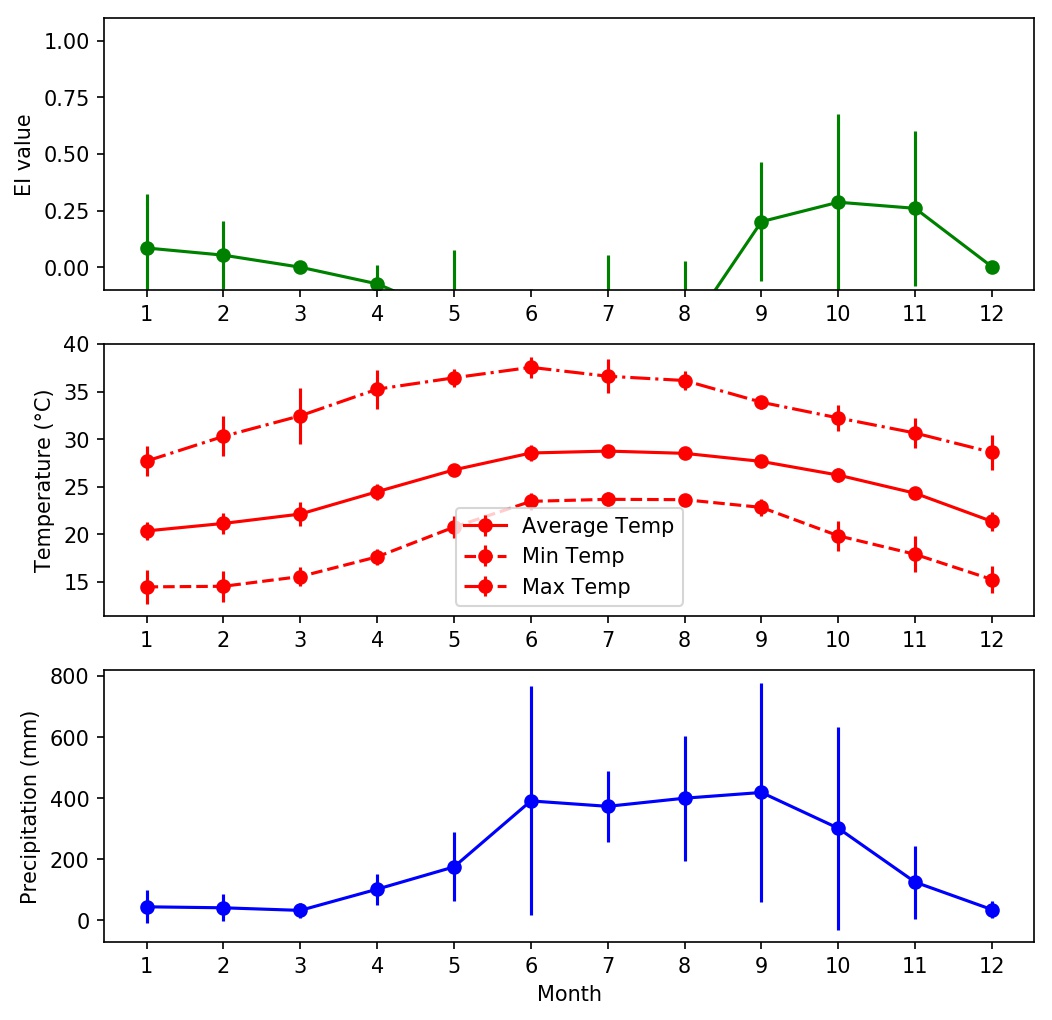 EI value
1.00
0.75
0.50
0.25
0.00
1 2 3 4 5 6 7 8 9 10 11 12
Temperature (°C)
40
35
30
25
20
15
Average Temp
Min Temp
Max Temp
1 2 3 4 5 6 7 8 9 10 11 12
Precipitation (mm)
800
600
400
200
0
1 2 3 4 5 6 7 8 9 10 11 12
Month